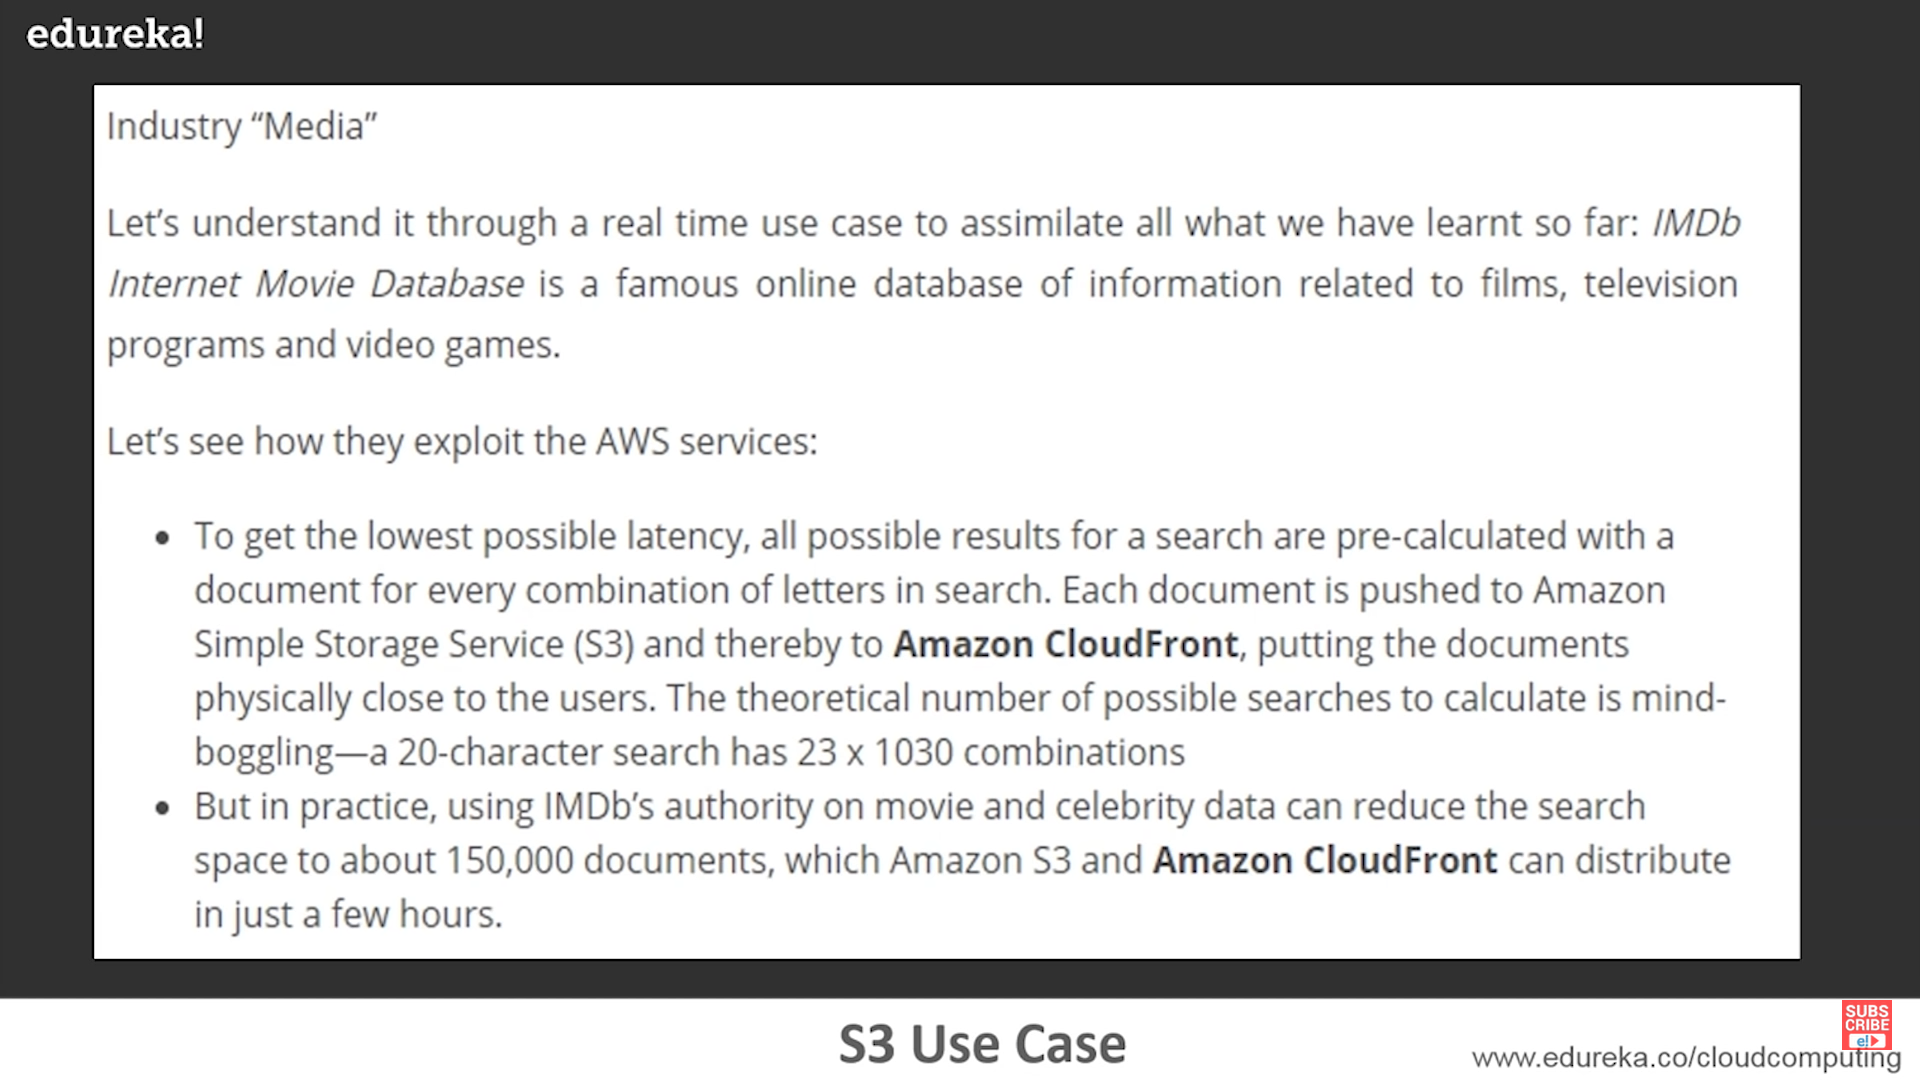 edureka!
Industry “Media”
Let’s understand it through a real time use case to assimilate all what we have learnt so far: IMDb
Internet Movie Database is a famous online database of information related to films, television
programs and video games.
Let’s see how they exploit the AWS services:
• To get the lowest possible latency, all possible results for a search are pre-calculated with a
document for every combination of letters in search. Each document is pushed to Amazon
Simple Storage Service (S3) and thereby to Amazon CloudFront, putting the documents
physically close to the users. The theoretical number of possible searches to calculate is mind-
boggling—a 20-character search has 23 x 1030 combinations
• But in practice, using IMDb’s authority on movie and celebrity data can reduce the search
space to about 150,000 documents, which Amazon S3 and Amazon CloudFront can distribute
in just a few hours.
S3 Use Case
SUBS
CRIBE
e!
www.edureka.co/cloudcomputing